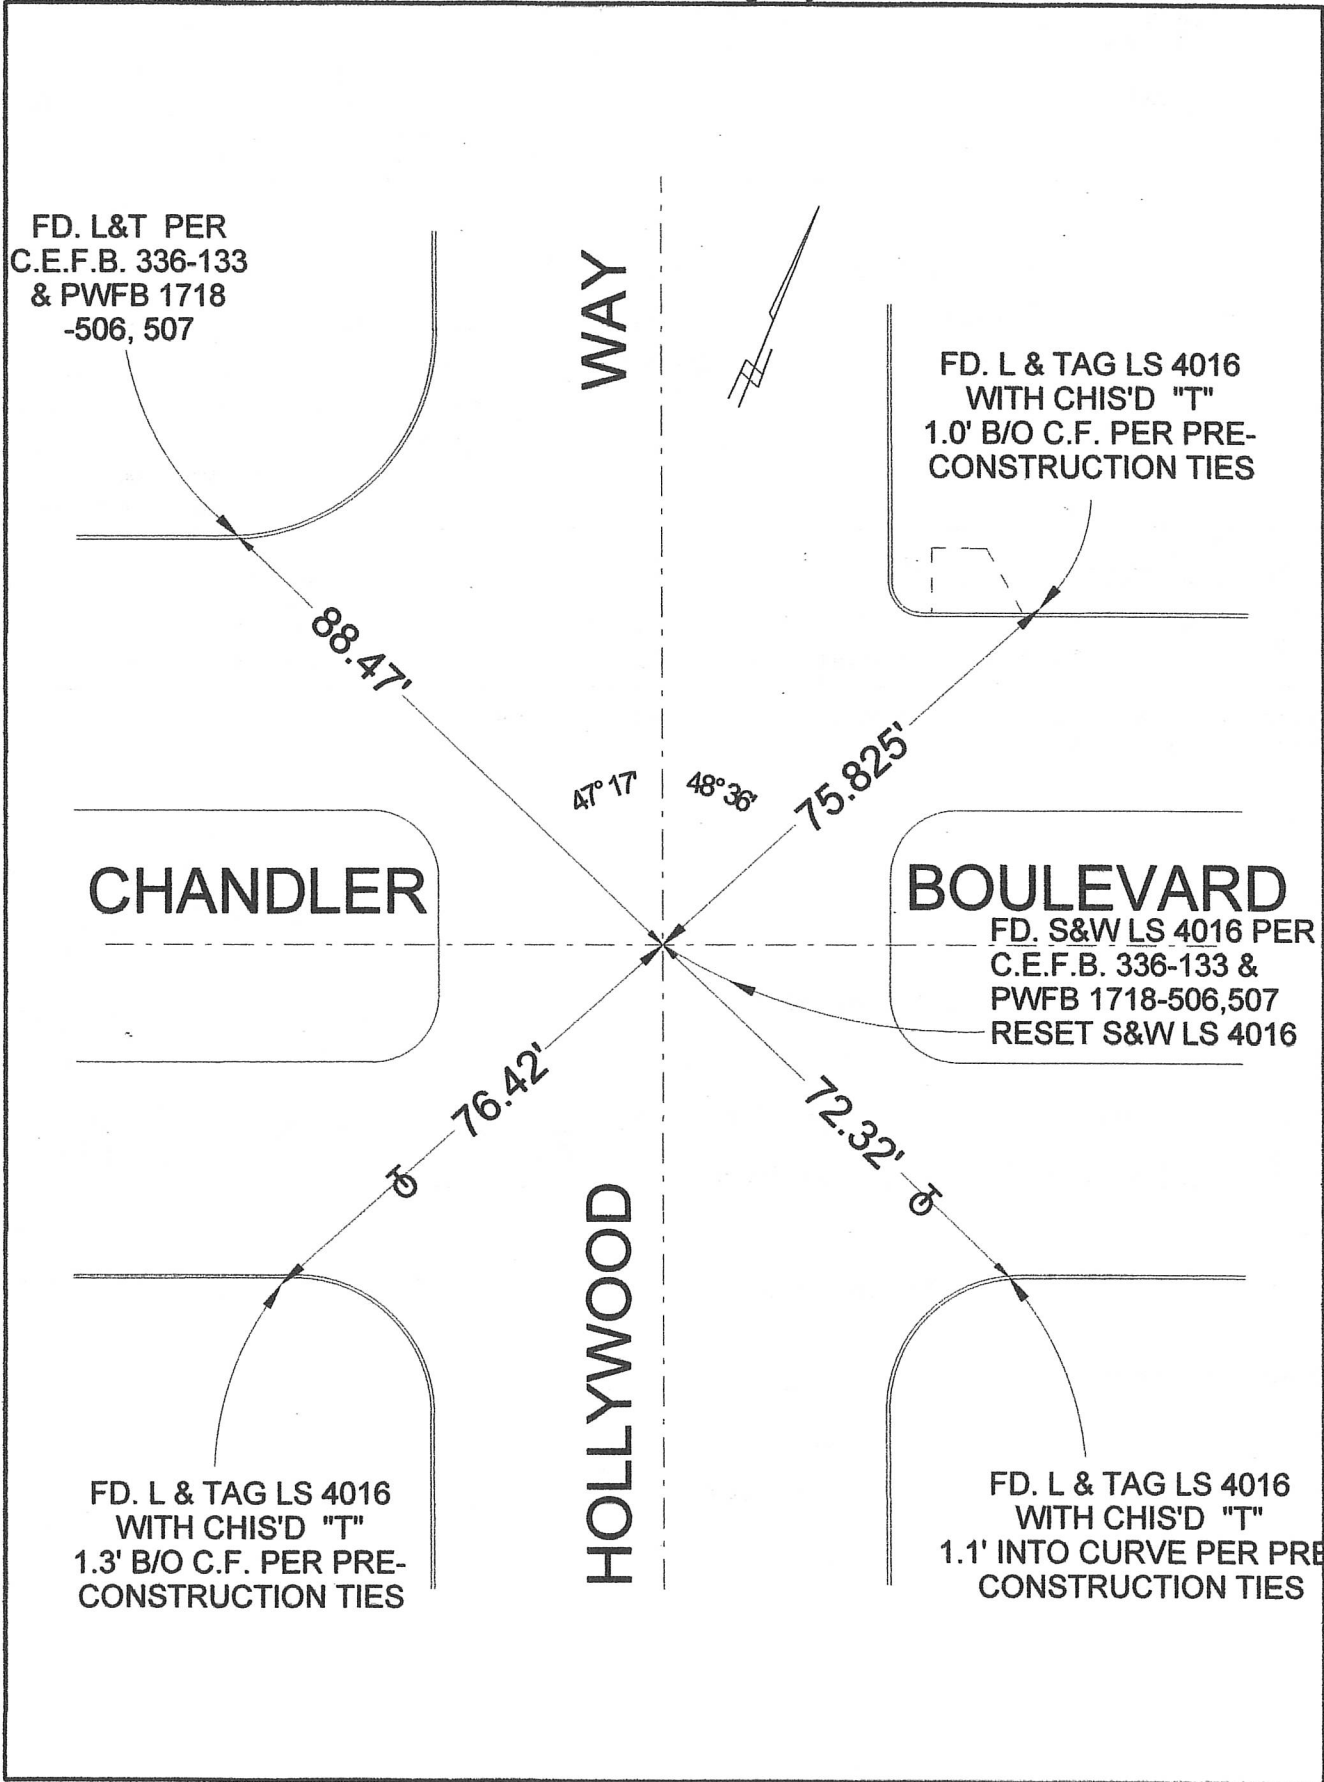 FD. L&T PER
C.E.F.B. 336-133
& PWFB 1718
-506, 507
WAY
FD. L & TAG LS 4016
WITH CHIS'D "T"
1.0' B/O C.F. PER PRE-
CONSTRUCTION TIES
88.47'
75.825'
47° 17'
48° 36'
CHANDLER
BOULEVARD
FD. S&W LS 4016 PER
C.E.F.B. 336-133 &
PWFB 1718-506,507
RESET S&W LS 4016
76.42'
72.32'
HOLLYWOOD
FD. L & TAG LS 4016
WITH CHIS'D "T"
1.3' B/O C.F. PER PRE-
CONSTRUCTION TIES
FD. L & TAG LS 4016
WITH CHIS'D "T"
1.1' INTO CURVE PER PRE
CONSTRUCTION TIES